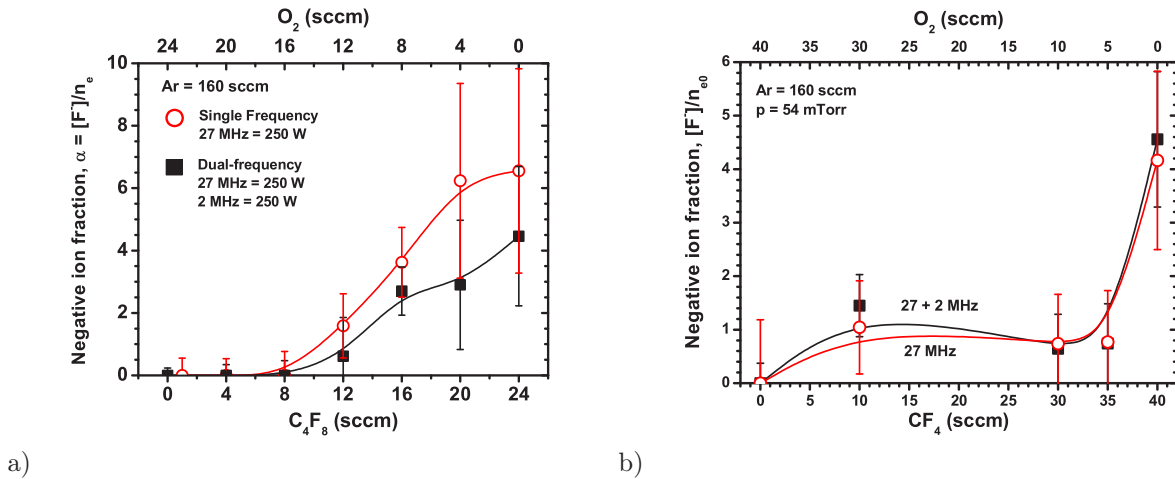 O2 (sccm)
24 20 16 12 8 4 0
10
8
6
4
2
0
Negative ion fraction, α = [F-]/ne
Ar = 160 sccm
Single Frequency
27 MHz = 250 W
Dual-frequency
27 MHz = 250 W
2 MHz = 250 W
0 4 8 12 16 20 24
C4F8 (sccm)
a)
O2 (sccm)
40 35 30 25 20 15 10 5 0
6
5
4
3
2
1
0
Negative ion fraction, [F-]/ne0
Ar = 160 sccm
p = 54 mTorr
27 + 2 MHz
27 MHz
0 5 10 15 20 25 30 35 40
CF4 (sccm)
b)